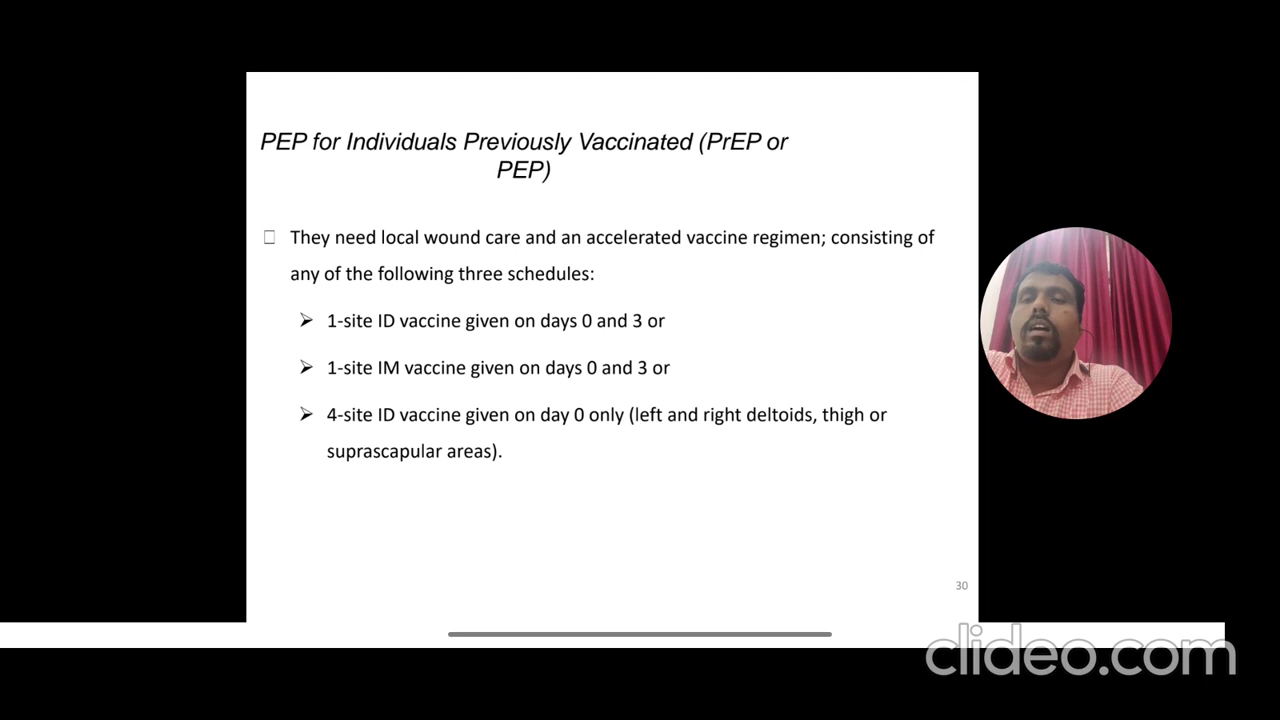 PEP for Individuals Previously Vaccinated (PrEP or
PEP)
They need local wound care and an accelerated vaccine regimen; consisting of
any of the following three schedules:
➢ 1-site ID vaccine given on days 0 and 3 or
➢ 1-site IM vaccine given on days 0 and 3 or
➢ 4-site ID vaccine given on day 0 only (left and right deltoids, thigh or
suprascapular areas).
30
clideo.com